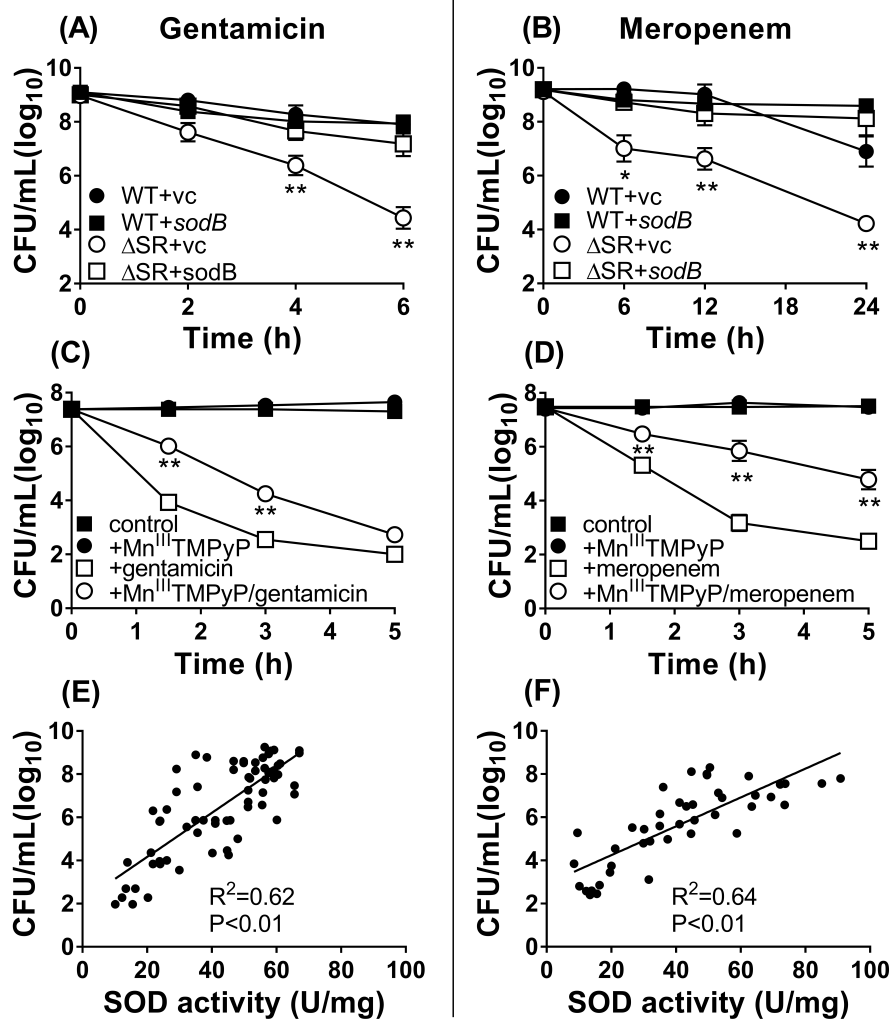 (A) Gentamicin
CFU/mL(log10)
10
8
6
4
2
** **
WT+vc
WT+sodB
ΔSR+vc
ΔSR+sodB
0 2 4 6
Time (h)
(B) Meropenem
CFU/mL(log10)
10
8
6
4
2
* ** **
WT+vc
WT+sodB
ΔSR+vc
ΔSR+sodB
0 6 12 18 24
Time (h)
(C)
CFU/mL(log10)
8
6
4
2
0
** **
control
+MnIIITMPyP
+gentamicin
+MnIIITMPyP/gentamicin
0 1 2 3 4 5
Time (h)
(D)
CFU/mL(log10)
8
6
4
2
0
** ** **
control
+MnIIITMPyP
+meropenem
+MnIIITMPyP/meropenem
0 1 2 3 4 5
Time (h)
(E)
CFU/mL(log10)
10
8
6
4
2
0
R2=0.62
P<0.01
0 20 40 60 80 100
SOD activity (U/mg)
(F)
CFU/mL(log10)
10
8
6
4
2
0
R2=0.64
P<0.01
0 20 40 60 80 100
SOD activity (U/mg)